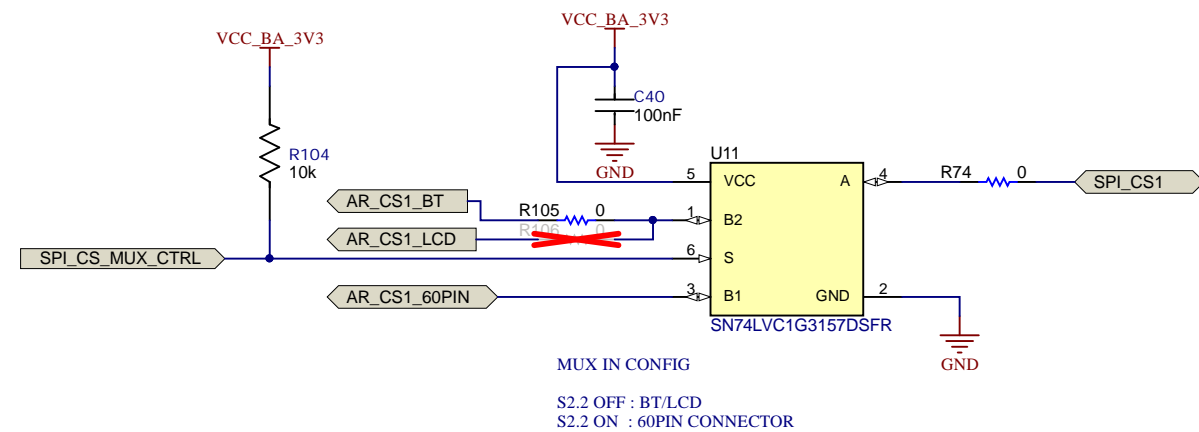 VCC_BA_3V3
VCC_BA_3V3
C40
100nF
R104
10k
GND
U11
5
VCC
A
4
R74
0
SPI_CS1
AR_CS1_BT
R105
0
1
B2
R106
0
AR_CS1_LCD
SPI_CS_MUX_CTRL
6
S
AR_CS1_60PIN
3
B1
GND
2
SN74LVC1G3157DSFR
GND
MUX IN CONFIG
S2.2 OFF : BT/LCD
S2.2 ON : 60PIN CONNECTOR